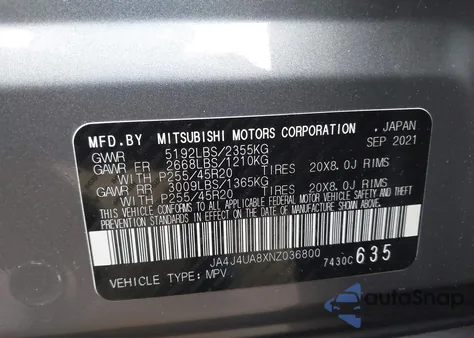 MFD.BY MITSUBISHI MOTORS CORPORATION . JAPAN
GVWR 5192LBS/2355KG SEP 2021
GAWR FR 2668LBS/1210KG
WITH P255/45R20 TIRES 20X8.0J RIMS
GAWR RR 3009LBS/1365KG
WITH P255/45R20 TIRES 20X8.0J RIMS
THIS VEHICLE CONFORMS TO ALL APPLICABLE FEDERAL MOTOR VEHICLE SAFETY, BUMPER, AND THEFT PREVENTION STANDARDS IN EFFECT ON THE DATE OF MANUFACTURE SHOWN ABOVE.
JA4J4UA8XNZ036800
VEHICLE TYPE: MPV. 7430C635
autoSnap